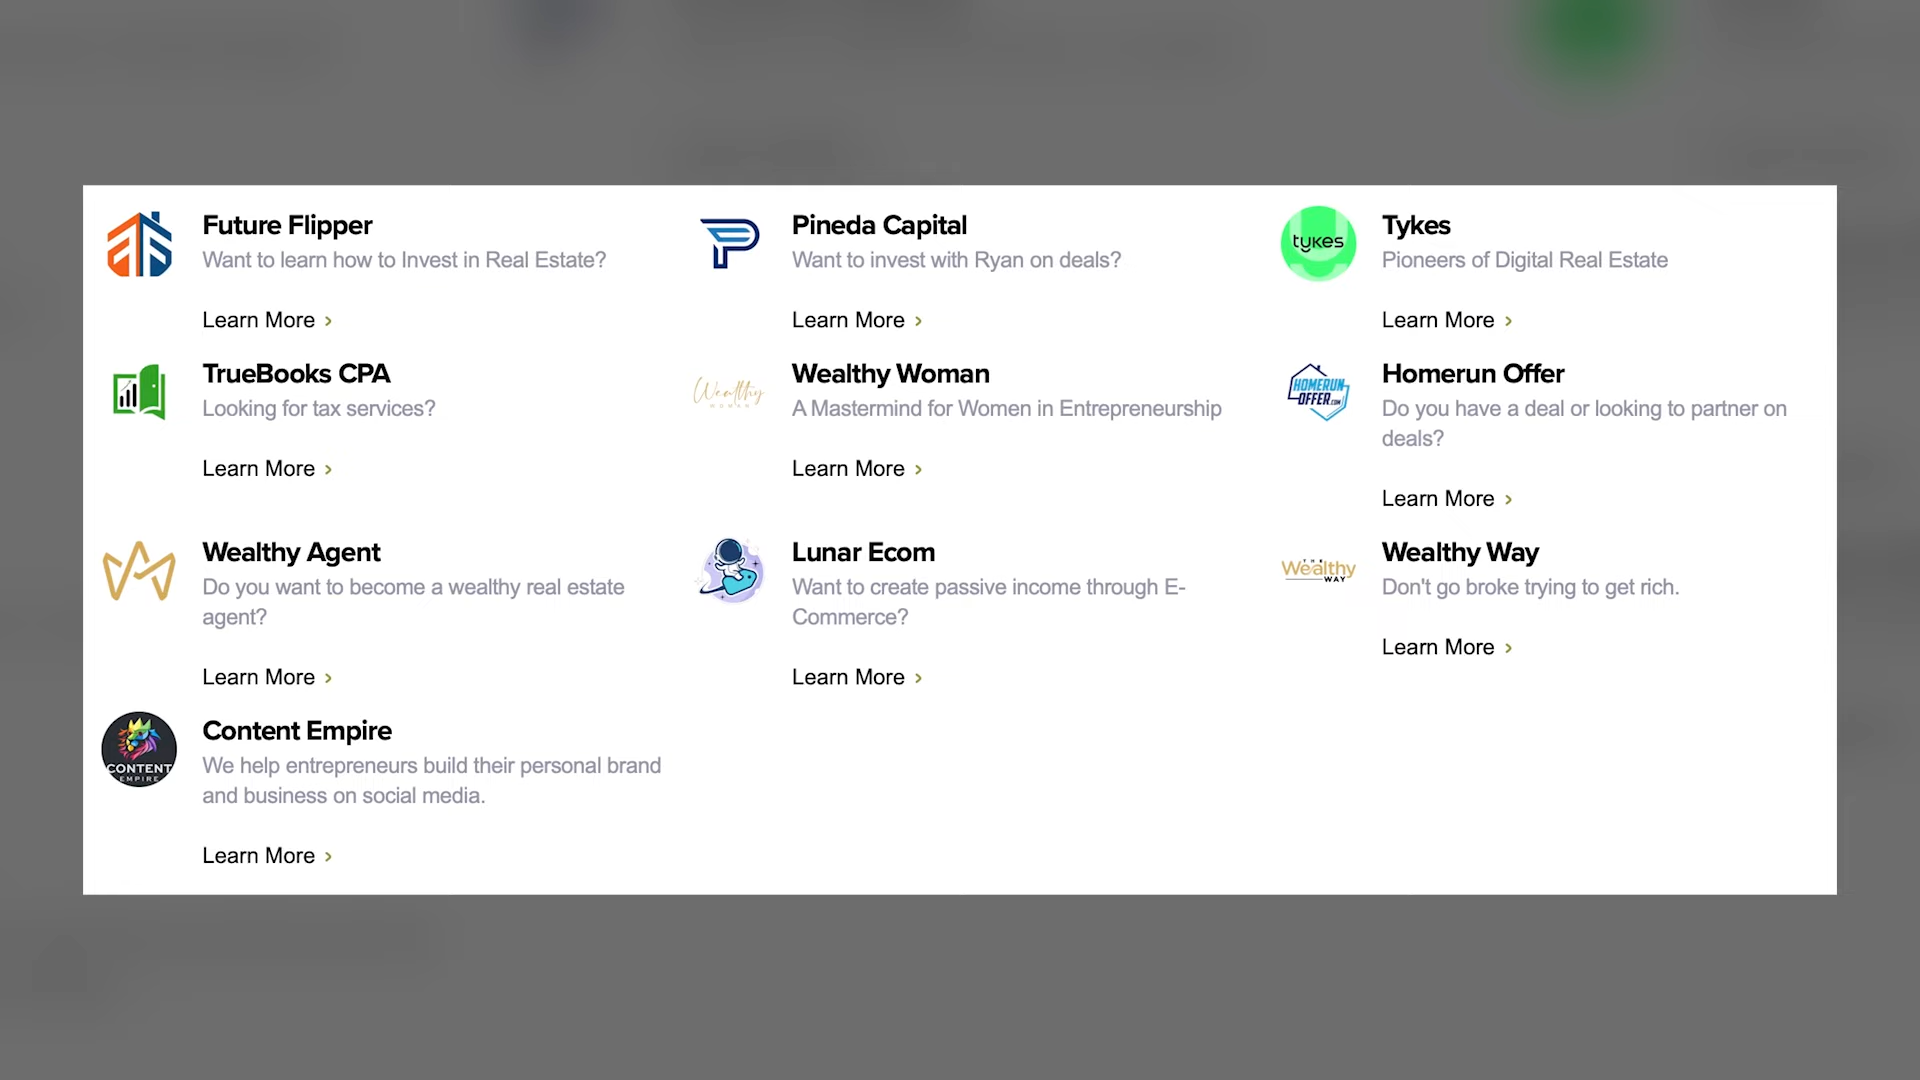 Future Flipper
Want to learn how to Invest in Real Estate?
Learn More
Pineda Capital
Want to invest with Ryan on deals?
Learn More
tykes
Tykes
Pioneers of Digital Real Estate
Learn More
TrueBooks CPA
Looking for tax services?
Learn More
Wealthy
WOMAN
Wealthy Woman
A Mastermind for Women in Entrepreneurship
Learn More
HOMERUN
OFFER.COM
Homerun Offer
Do you have a deal or looking to partner on
deals?
Learn More
Wealthy Agent
Do you want to become a wealthy real estate
agent?
Learn More
Lunar Ecom
Want to create passive income through E-
Commerce?
Learn More
THE
Wealthy
WAY
Wealthy Way
Don't go broke trying to get rich.
Learn More
CONTENT
EMPIRE
Content Empire
We help entrepreneurs build their personal brand
and business on social media.
Learn More